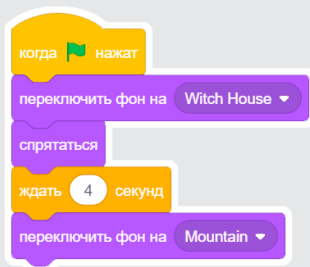 когда нажат
переключить фон на Witch House
спрятаться
ждать 4 секунд
переключить фон на Mountain